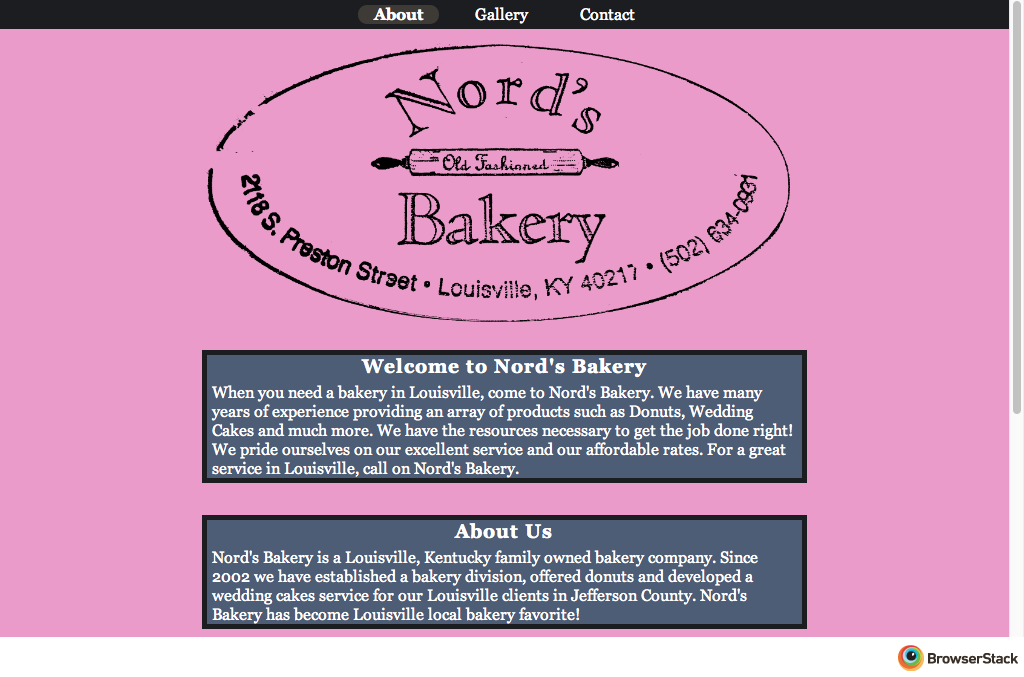 About Gallery Contact
Nord's
Old Fashinned
Bakery
2118 S. Preston Street • Louisville, KY 40217 • (502) 634-0931
Welcome to Nord's Bakery
When you need a bakery in Louisville, come to Nord's Bakery. We have many
years of experience providing an array of products such as Donuts, Wedding
Cakes and much more. We have the resources necessary to get the job done right!
We pride ourselves on our excellent service and our affordable rates. For a great
service in Louisville, call on Nord's Bakery.
About Us
Nord's Bakery is a Louisville, Kentucky family owned bakery company. Since
2002 we have established a bakery division, offered donuts and developed a
wedding cakes service for our Louisville clients in Jefferson County. Nord's
Bakery has become Louisville local bakery favorite!
BrowserStack